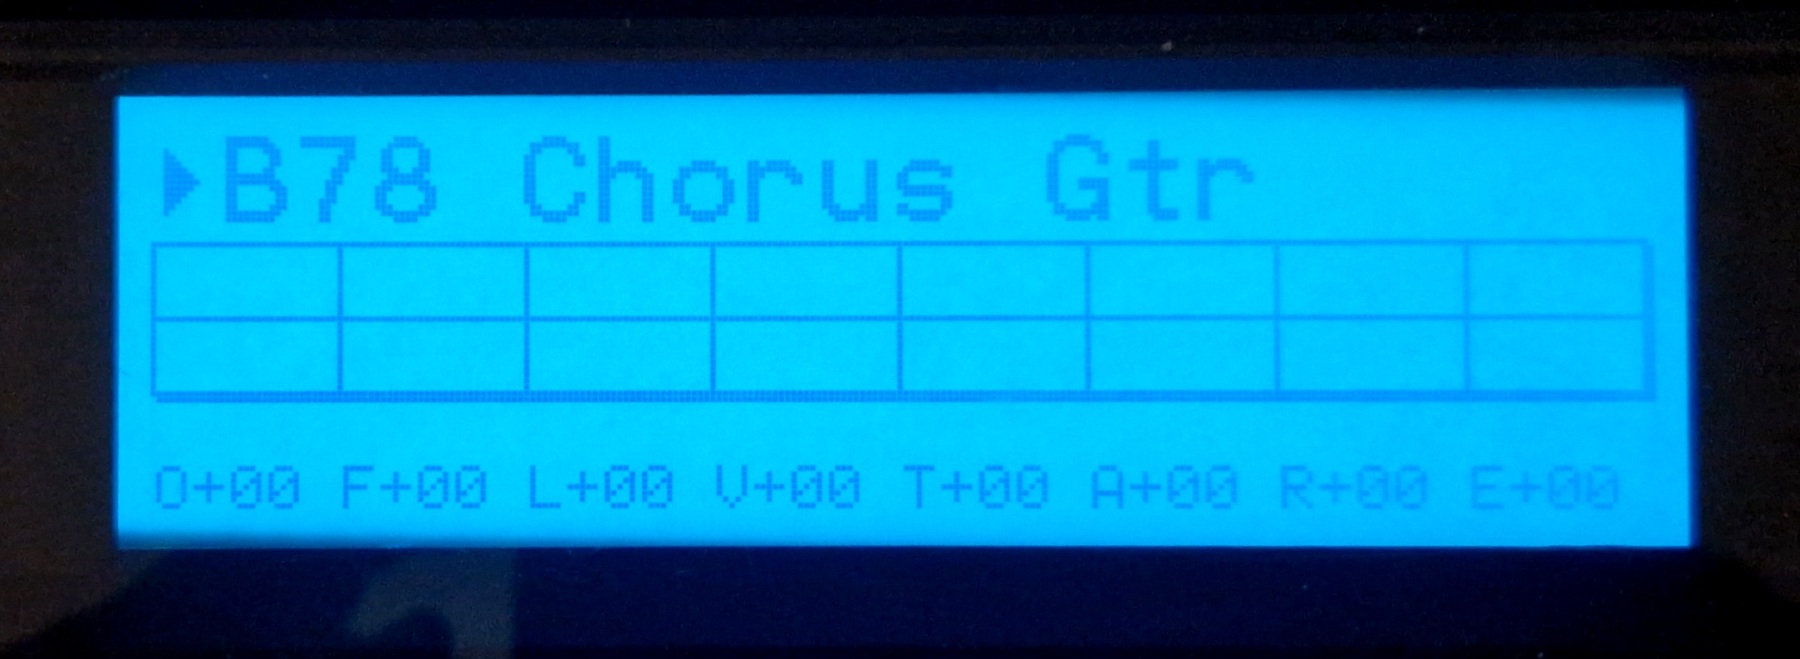 ▶B78 Chorus Gtr
O+00 F+00 L+00 V+00 T+00 A+00 R+00 E+00